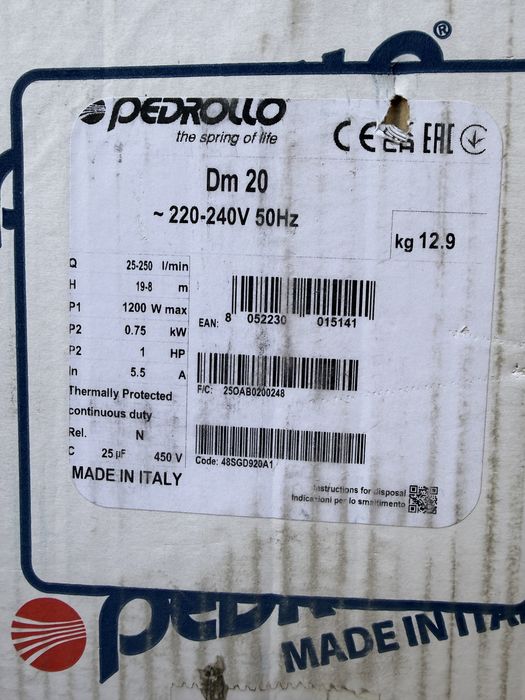 ®
PEDROLLO
the spring of life
CE EAC
Dm 20
~ 220-240V 50Hz
kg 12.9
Q 25-250 l/min
H 19-8 m
P1 1200 W max
P2 0.75 kW
P2 1 HP
In 5.5 A
Thermally Protected
continuous duty
Rel. N
C 25 µF 450 V
MADE IN ITALY
EAN: 8 052230 015141
F/C: 25OAB0200248
Code: 48SGD920A1
Instructions for disposal
Indicazioni per lo smaltimento
PEDRO
MADE IN ITA